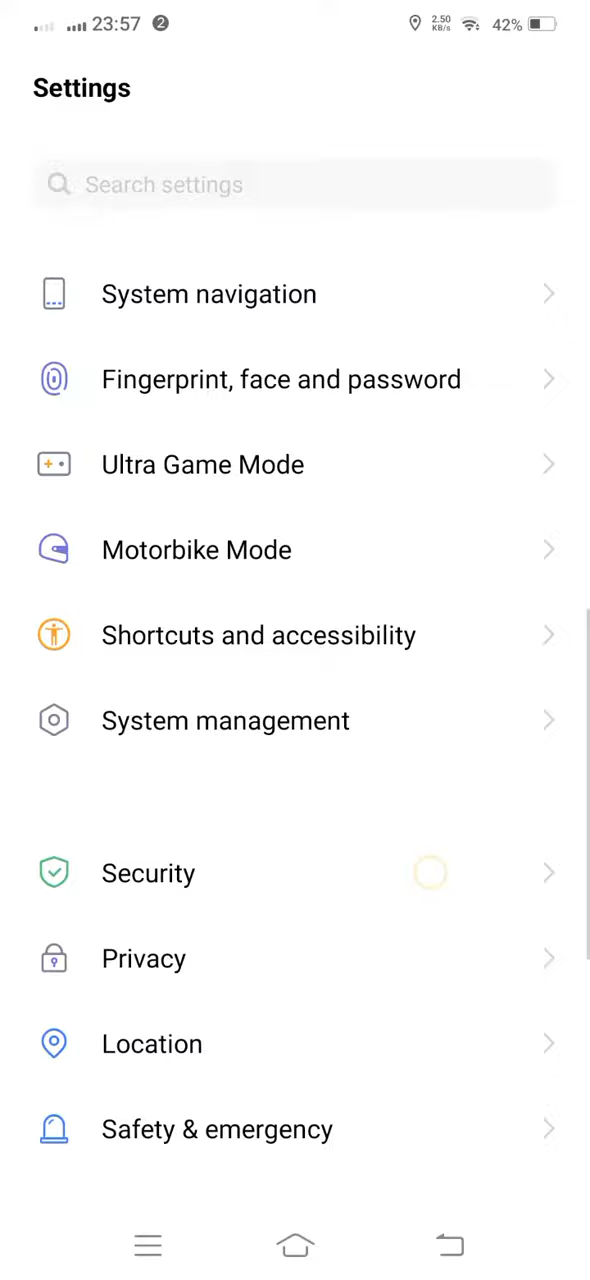 23:57 2 2.50 KB/s 42%
Settings
Search settings
System navigation
Fingerprint, face and password
Ultra Game Mode
Motorbike Mode
Shortcuts and accessibility
System management
Security
Privacy
Location
Safety & emergency